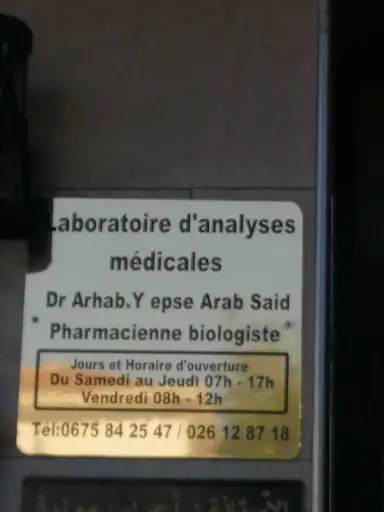 Laboratoire d'analyses
médicales
Dr Arhab.Y epse Arab Said
Pharmacienne biologiste
Jours et Horaire d'ouverture
Du Samedi au Jeudi 07h - 17h
Vendredi 08h - 12h
Tél:0675 84 25 47 / 026 12 87 18